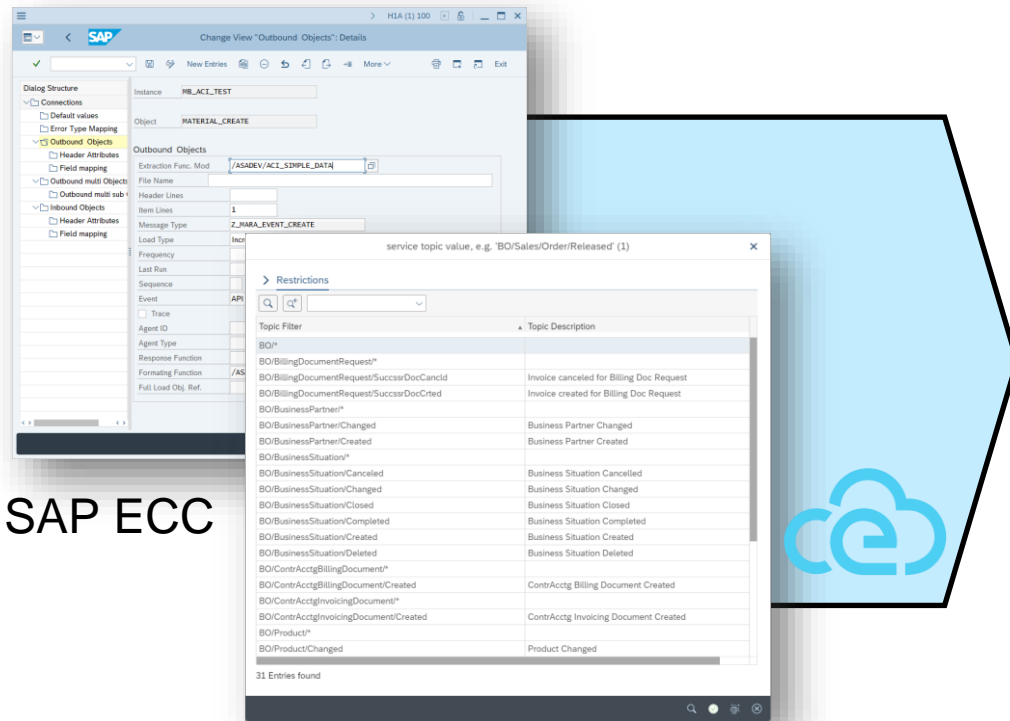 H1A (1) 100
SAP
Change View "Outbound Objects": Details
New Entries
More
Exit
Dialog Structure
Connections
Default values
Error Type Mapping
Outbound Objects
Header Attributes
Field mapping
Outbound multi Objects
Outbound multi sub
Inbound Objects
Header Attributes
Field mapping
Instance MB_ACI_TEST
Object MATERIAL_CREATE
Outbound Objects
Extraction Func. Mod /ASADEV/ACI_SIMPLE_DATA
File Name
Header Lines
Item Lines 1
Message Type Z_MARA_EVENT_CREATE
Load Type Incr
Frequency
Last Run
Sequence
Event API
Trace
Agent ID
Agent Type
Response Function
Formating Function /AS
Full Load Obj. Ref.
SAP ECC
service topic value, e.g. 'BO/Sales/Order/Released' (1)
Restrictions
Topic Filter Topic Description
BO/*
BO/BillingDocumentRequest/*
BO/BillingDocumentRequest/SuccssrDocCancld Invoice canceled for Billing Doc Request
BO/BillingDocumentRequest/SuccssrDocCrted Invoice created for Billing Doc Request
BO/BusinessPartner/*
BO/BusinessPartner/Changed Business Partner Changed
BO/BusinessPartner/Created Business Partner Created
BO/BusinessSituation/*
BO/BusinessSituation/Canceled Business Situation Cancelled
BO/BusinessSituation/Changed Business Situation Changed
BO/BusinessSituation/Closed Business Situation Closed
BO/BusinessSituation/Completed Business Situation Completed
BO/BusinessSituation/Created Business Situation Created
BO/BusinessSituation/Deleted Business Situation Deleted
BO/ContrAcctgBillingDocument/*
BO/ContrAcctgBillingDocument/Created ContrAcctg Billing Document Created
BO/ContrAcctgInvoicingDocument/*
BO/ContrAcctgInvoicingDocument/Created ContrAcctg Invoicing Document Created
BO/Product/*
BO/Product/Changed Product Changed
31 Entries found